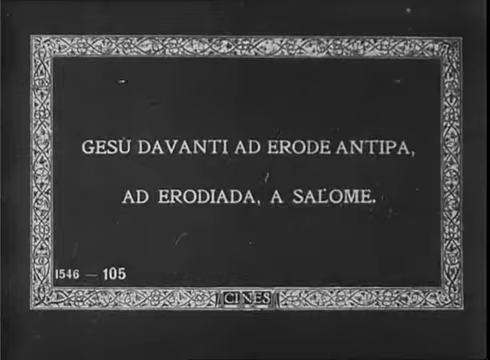 GESÙ DAVANTI AD ERODE ANTIPA,
AD ERODIADA, A SALOME.
1546 — 105
CINES